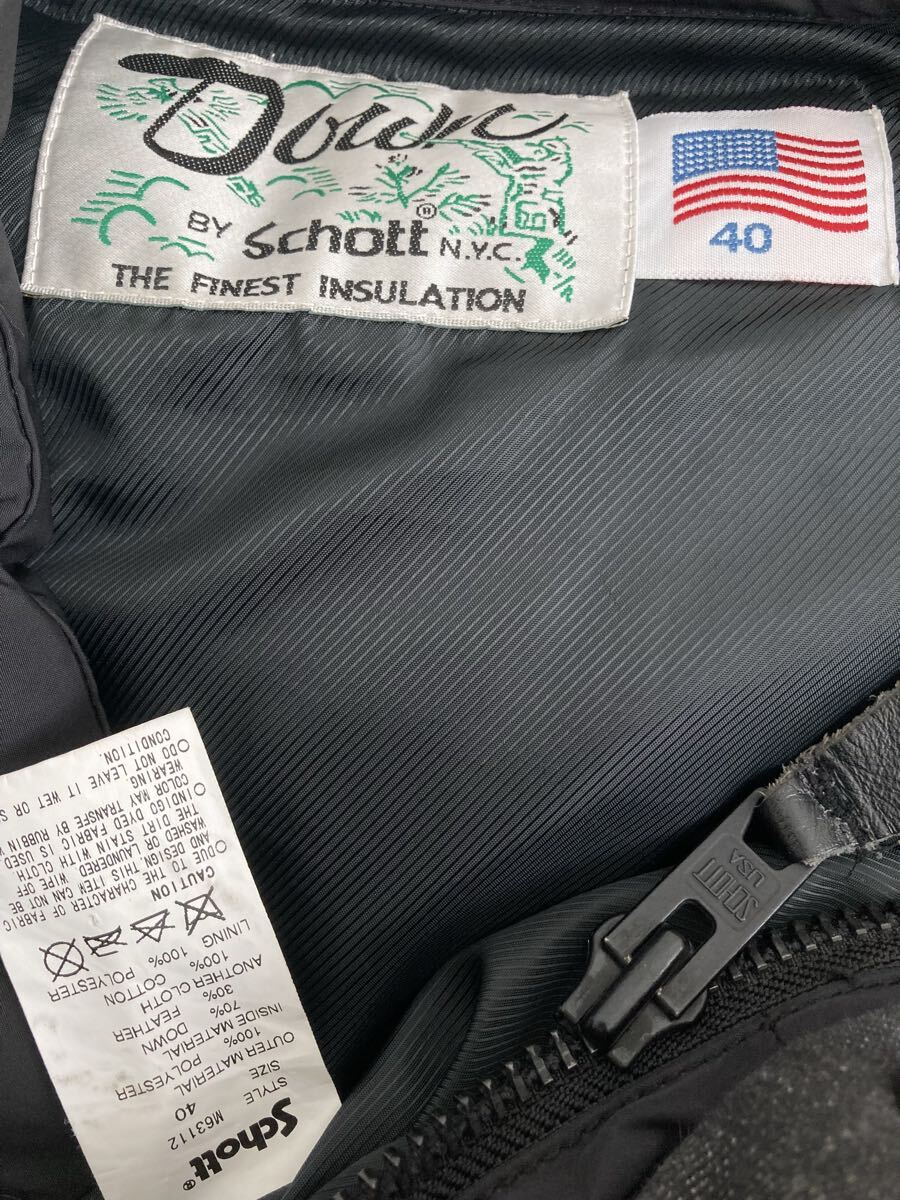 Down
BY Schott® N.Y.C.
THE FINEST INSULATION
40
SCHOTT
USA
Schott®
STYLE M63112
SIZE 40
OUTER MATERIAL
100% POLYESTER
INSIDE MATERIAL
70% DOWN
30% FEATHER
ANOTHER CLOTH
100% COTTON
LINING 100% POLYESTER
CAUTION
○DUE TO THE CHARACTER OF FABRIC
AND DESIGN THIS ITEM CAN NOT BE
WASHED OR LAUNDERED. WIPE OFF
THE DIRT STAIN WITH CLOTH
○INDIGO DYED FABRIC IS USED
COLOR MAY TRANSFE BY RUBBIN
WEARING
○DO NOT LEAVE IT WET OR S
CONDITION.